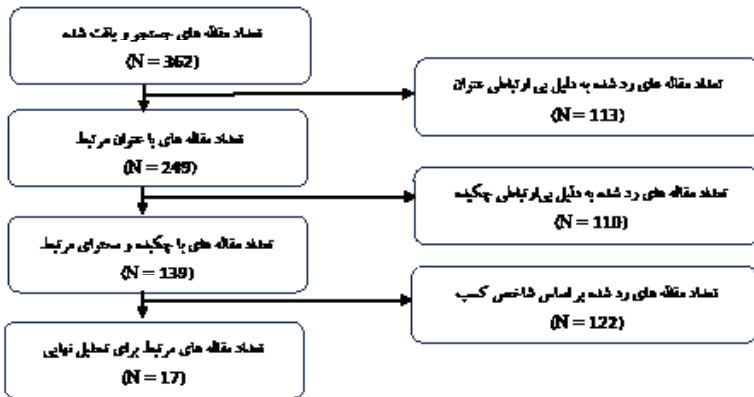 تعداد مقاله های جستجو و یافت شده
(N = 362)
تعداد مقاله های رد شده به دلیل بی ارتباطی عنوان
(N = 113)
تعداد مقاله های با عنوان مرتبط
(N = 249)
تعداد مقاله های رد شده به دلیل بی‌ارتباطی چکیده
(N = 110)
تعداد مقاله های با چکیده و محتوای مرتبط
(N = 139)
تعداد مقاله های رد شده بر اساس شاخص کسب
(N = 122)
تعداد مقاله های مرتبط برای تحلیل نهایی
(N = 17)